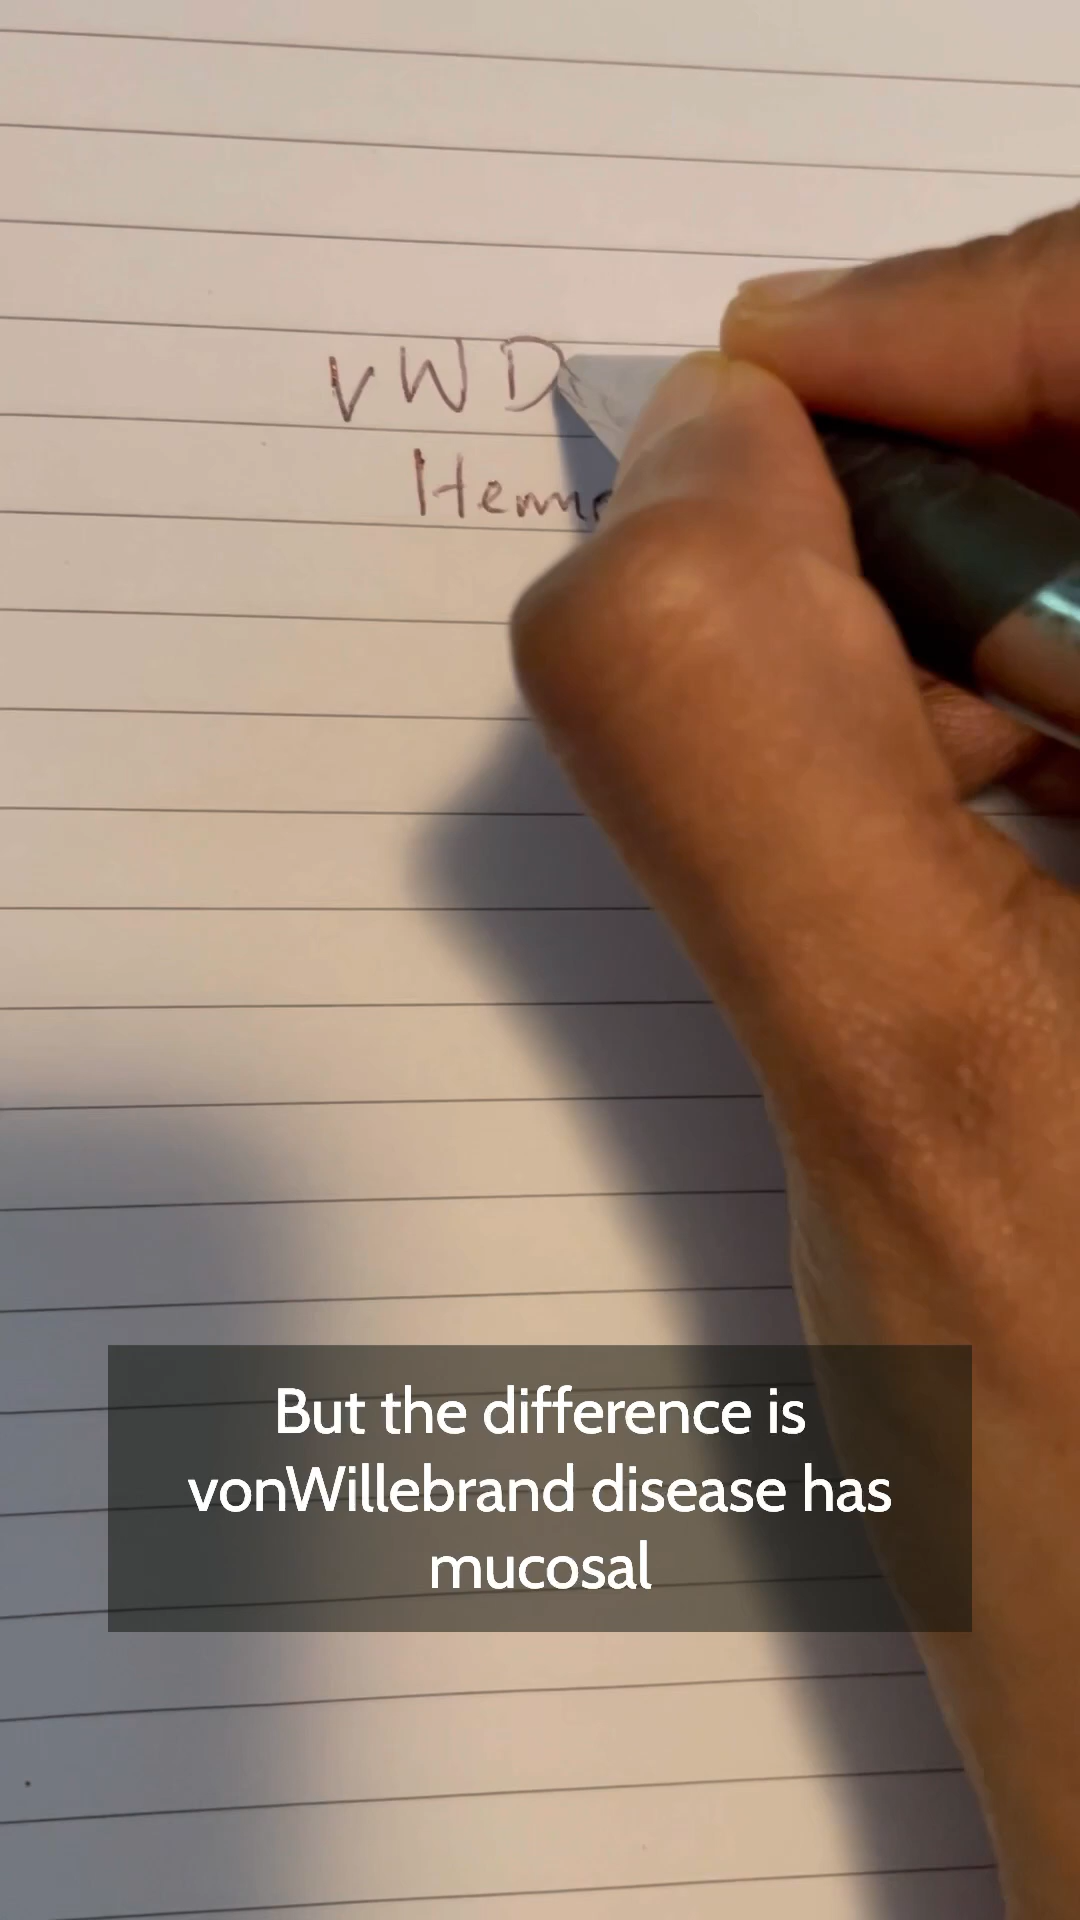 vWD
But the difference is
vonWillebrand disease has
mucosal